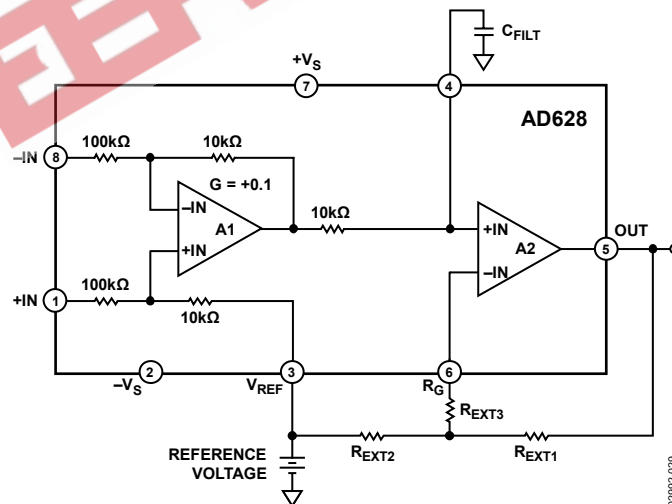 C_FILT
+V_S
7
4
AD628
100kΩ
10kΩ
–IN
8
G = +0.1
–IN
A1
+IN
10kΩ
+IN
A2
–IN
OUT
5
+IN
1
100kΩ
10kΩ
–V_S
2
V_REF
3
R_G
6
R_EXT3
REFERENCE
VOLTAGE
R_EXT2
R_EXT1